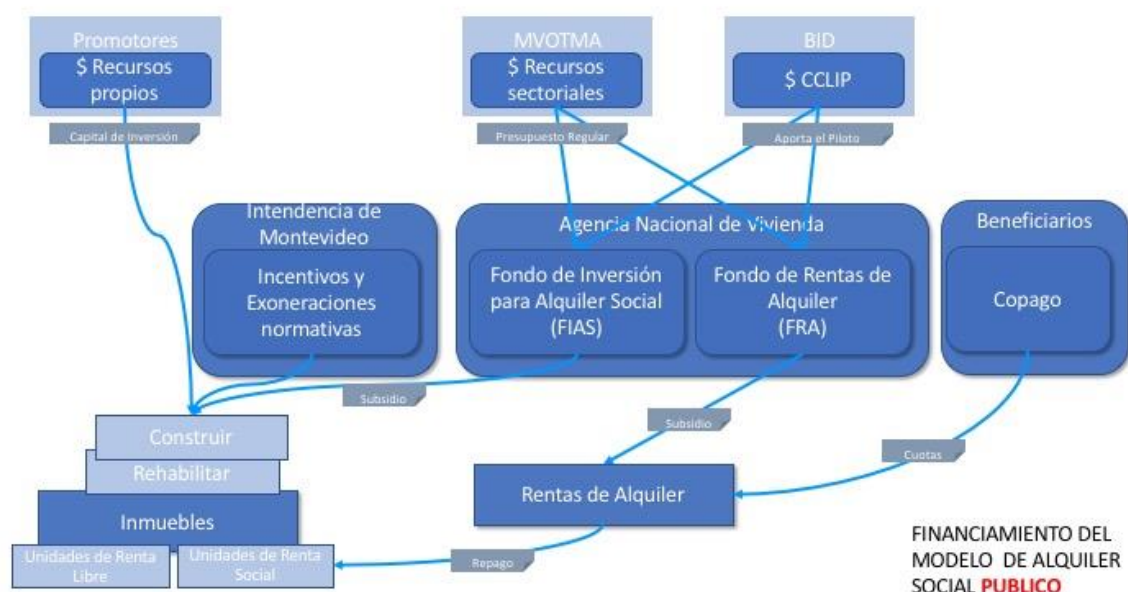 Promotores
$ Recursos
propios
MVOTMA
$ Recursos
sectoriales
BID
$ CCLIP
Capital de Inversión
Presupuesto Regular
Aporta el Piloto
Intendencia de
Montevideo
Incentivos y
Exoneraciones
normativas
Agencia Nacional de Vivienda
Fondo de Inversión
para Alquiler Social
(FIAS)
Fondo de Rentas de
Alquiler
(FRA)
Beneficiarios
Copago
Subsidio
Subsidio
Cuotas
Construir
Rehabilitar
Inmuebles
Unidades de Renta
Libre
Unidades de Renta
Social
Rentas de Alquiler
Repago
FINANCIAMIENTO DEL
MODELO DE ALQUILER
SOCIAL PUBLICO